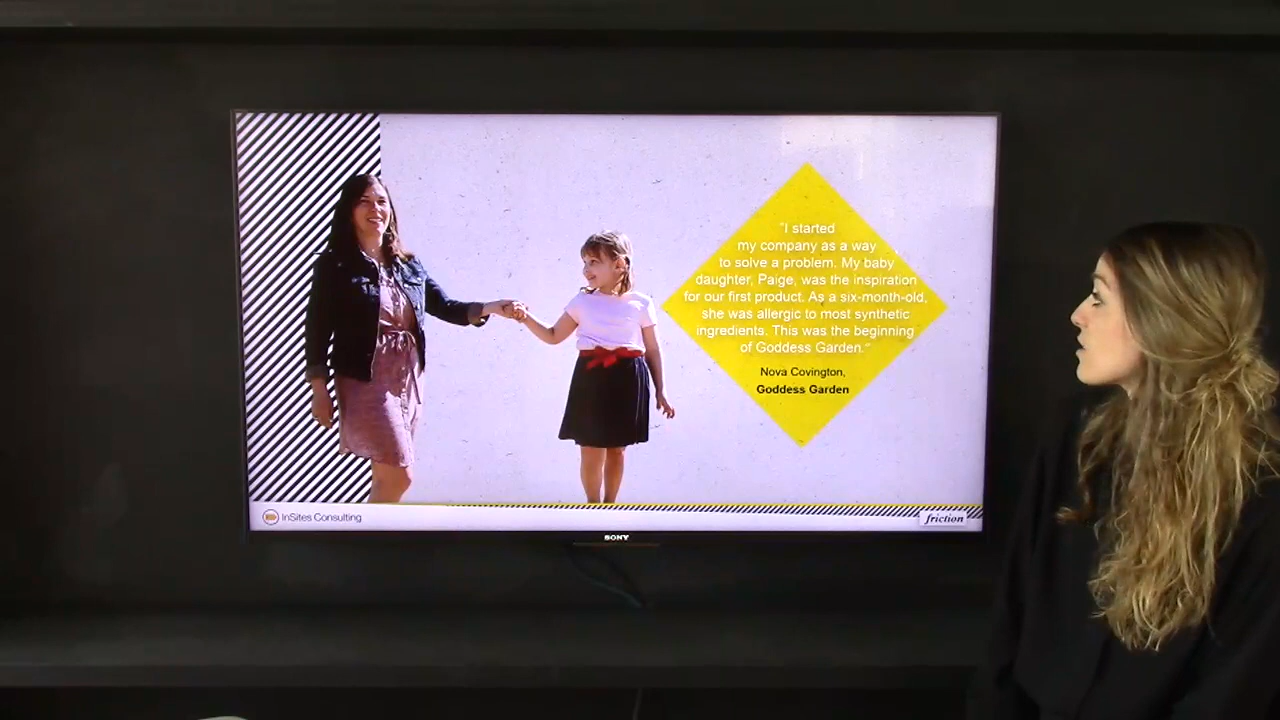 "I started
my company as a way
to solve a problem. My baby
daughter, Paige, was the inspiration
for our first product. As a six-month-old,
she was allergic to most synthetic
ingredients. This was the beginning
of Goddess Garden."
Nova Covington,
Goddess Garden
InSites Consulting
friction
SONY